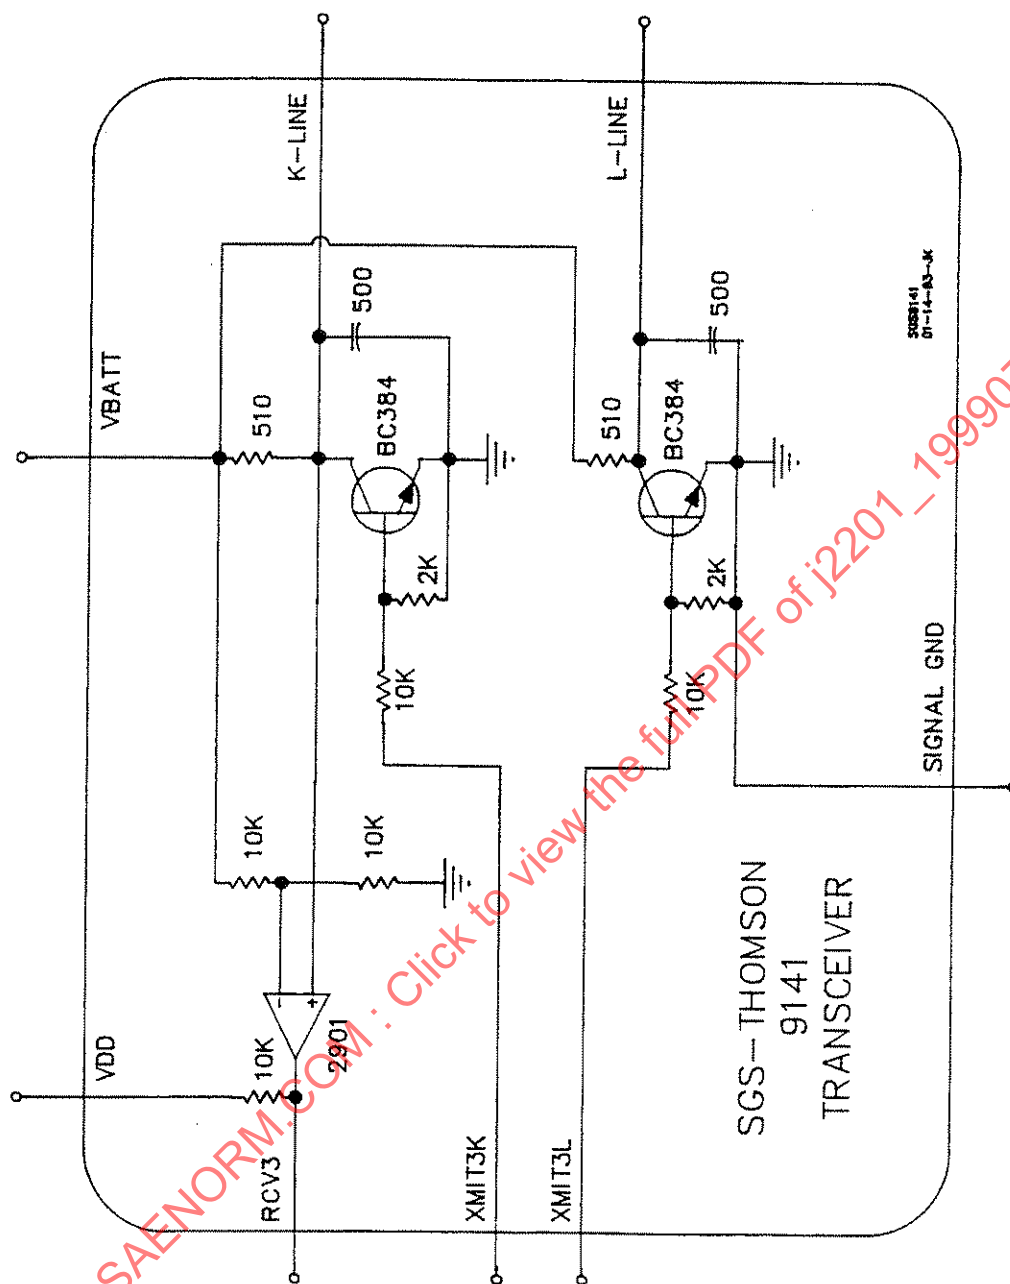 VDD
VBATT
10K
10K
10K
510
K-LINE
RCV3
2901
-
+
BC384
500
10K
2K
XMIT3K
XMIT3L
510
L-LINE
BC384
500
10K
2K
SIGNAL GND
SGS-THOMSON
9141
TRANSCEIVER
SAENORM.COM : Click to view the full PDF of j2201_19990